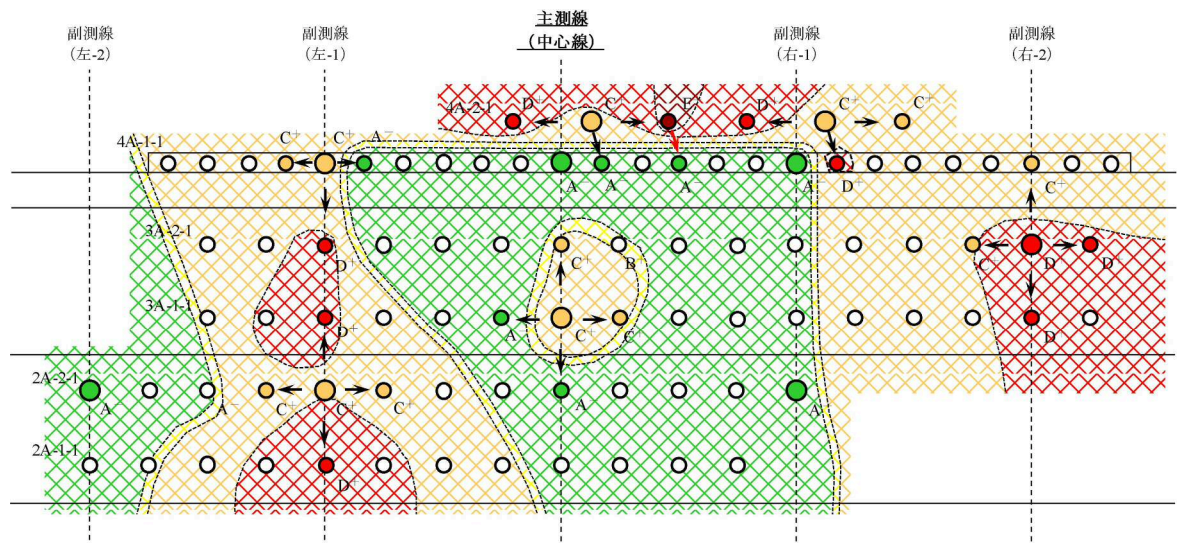 主測線
（中心線）
副測線
（左-2）
副測線
（左-1）
副測線
（右-1）
副測線
（右-2）
4A-2-1
D+
C+
E
D+
C+
C+
4A-1-1
C+
C+
A−
A
A−
A−
A
D+
C+
3A-2-1
D+
C+
B+
C+
D
D+
3A-1-1
D+
A
C+
C
D
2A-2-1
A
A−
C+
C+
C+
A−
A
2A-1-1
D+